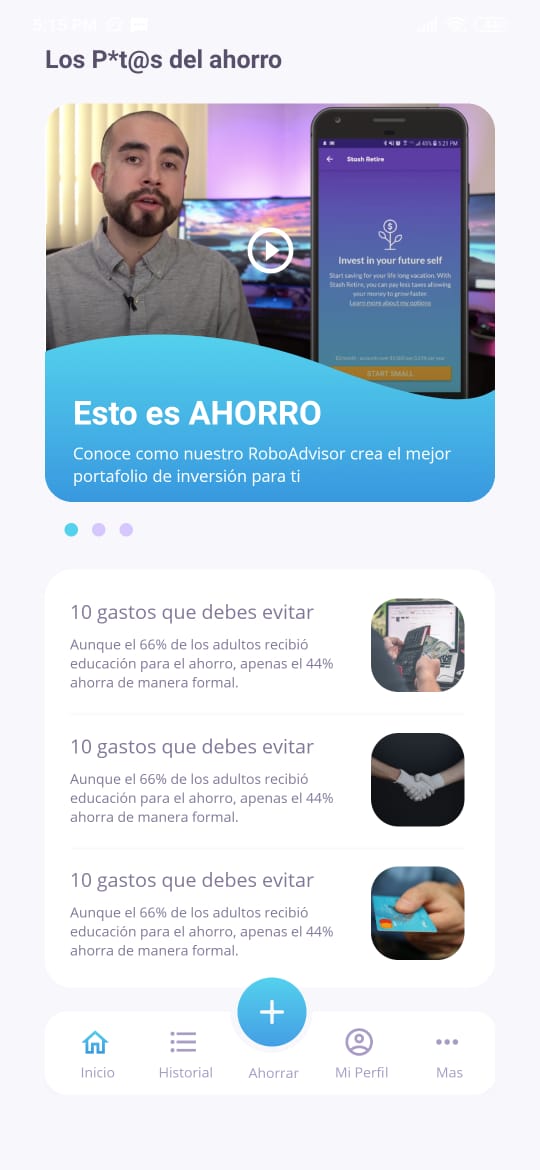 5:15 PM
Los P*t@s del ahorro
5:21 PM
Stash Retire
Invest in your future self
Start saving for your life long vacation. With
Stash Retire, you can pay less taxes allowing
your money to grow faster.
Learn more about my options
START SMALL
Esto es AHORRO
Conoce como nuestro RoboAdvisor crea el mejor
portafolio de inversión para ti
10 gastos que debes evitar
Aunque el 66% de los adultos recibió
educación para el ahorro, apenas el 44%
ahorra de manera formal.
10 gastos que debes evitar
Aunque el 66% de los adultos recibió
educación para el ahorro, apenas el 44%
ahorra de manera formal.
10 gastos que debes evitar
Aunque el 66% de los adultos recibió
educación para el ahorro, apenas el 44%
ahorra de manera formal.
Inicio Historial Ahorrar Mi Perfil Mas